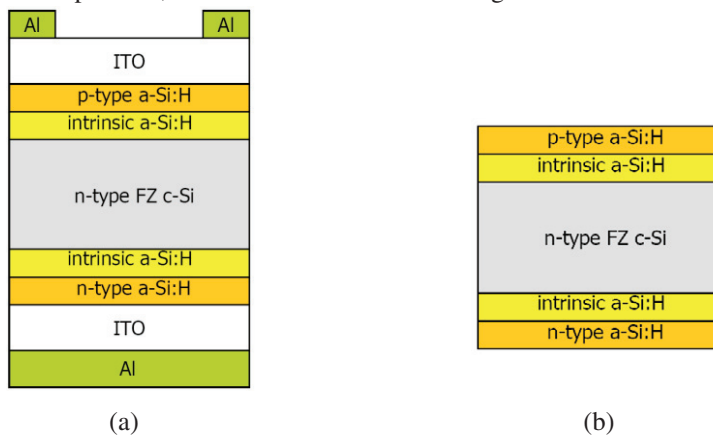 Al Al
ITO
p-type a-Si:H
intrinsic a-Si:H
n-type FZ c-Si
intrinsic a-Si:H
n-type a-Si:H
ITO
Al
(a)
p-type a-Si:H
intrinsic a-Si:H
n-type FZ c-Si
intrinsic a-Si:H
n-type a-Si:H
(b)